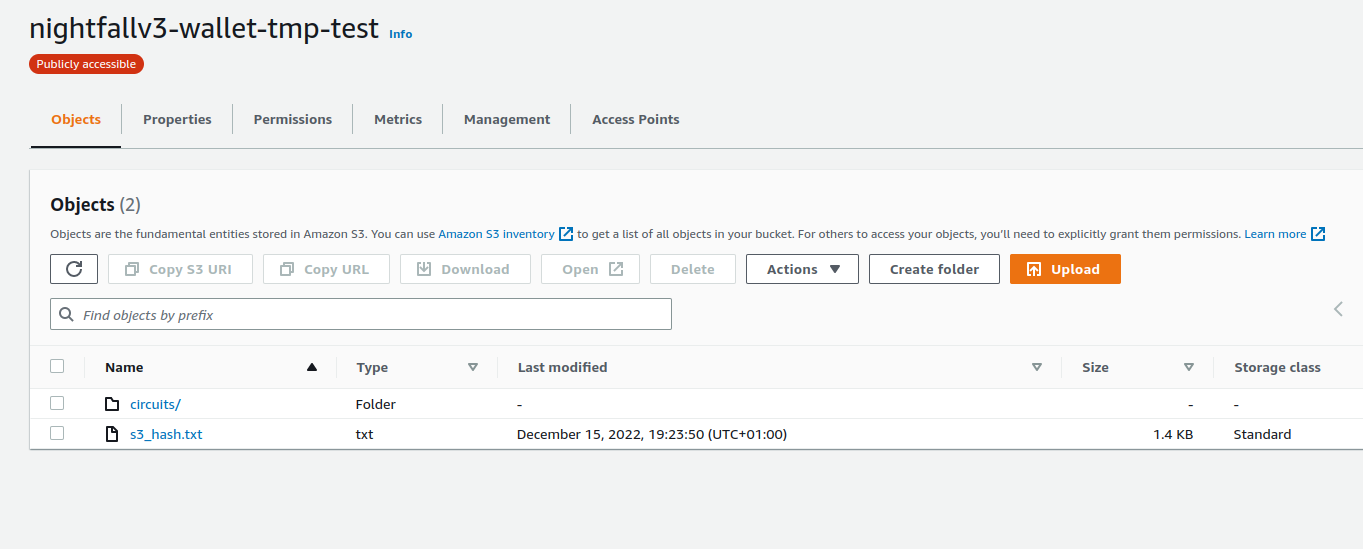 nightfallv3-wallet-tmp-test Info
Publicly accessible
Objects Properties Permissions Metrics Management Access Points
Objects (2)
Objects are the fundamental entities stored in Amazon S3. You can use Amazon S3 inventory to get a list of all objects in your bucket. For others to access your objects, you'll need to explicitly grant them permissions. Learn more
Copy S3 URI Copy URL Download Open Delete Actions Create folder Upload
Find objects by prefix
Name Type Last modified Size Storage class
circuits/ Folder - - -
s3_hash.txt txt December 15, 2022, 19:23:50 (UTC+01:00) 1.4 KB Standard